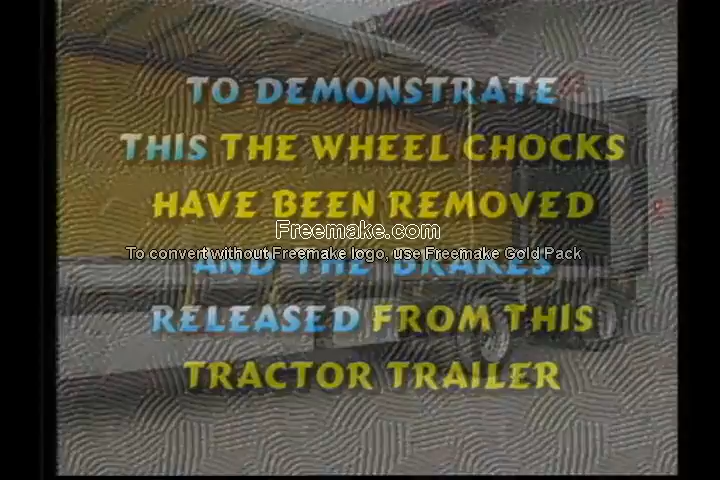 TO DEMONSTRATE
THIS THE WHEEL CHOCKS
HAVE BEEN REMOVED
Freemake.com
To convert without Freemake logo, use Freemake Gold Pack
AND THE BRAKES
RELEASED FROM THIS
TRACTOR TRAILER